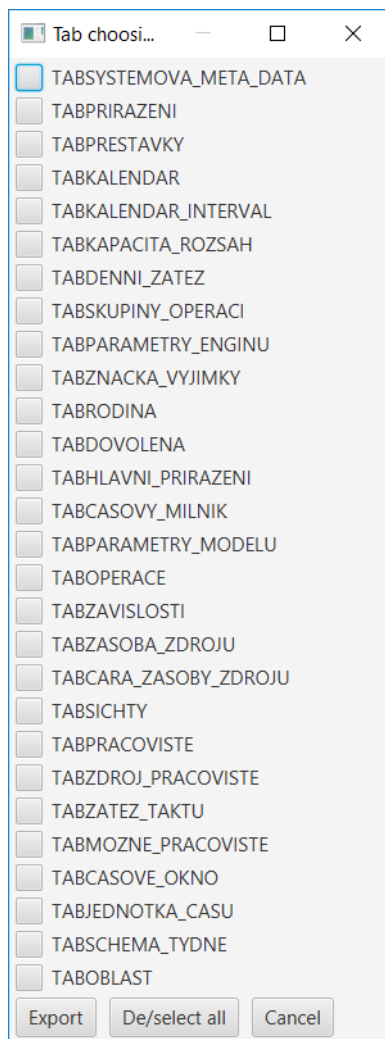 Tab choosi...
TABSYSTEMOVA_META_DATA
TABPRIRAZENI
TABPRESTAVKY
TABKALENDAR
TABKALENDAR_INTERVAL
TABKAPACITA_ROZSAH
TABDENNI_ZATEZ
TABSKUPINY_OPERACI
TABPARAMETRY_ENGINU
TABZNACKA_VYJIMKY
TABRODINA
TABDOVOLENA
TABHLAVNI_PRIRAZENI
TABCASOVY_MILNIK
TABPARAMETRY_MODELU
TABOPERACE
TABZAVISLOSTI
TABZASOBA_ZDROJU
TABCARA_ZASOBY_ZDROJU
TABSICHTY
TABPRACOVISTE
TABZDROJ_PRACOVISTE
TABZATEZ_TAKTU
TABMOZNE_PRACOVISTE
TABCASOVE_OKNO
TABJEDNOTKA_CASU
TABSCHEMA_TYDNE
TABOBLAST
Export De/select all Cancel